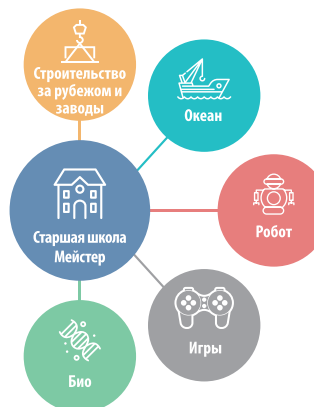 Строительство
за рубежом и
заводы
Океан
Старшая школа
Мейстер
Робот
Игры
Био